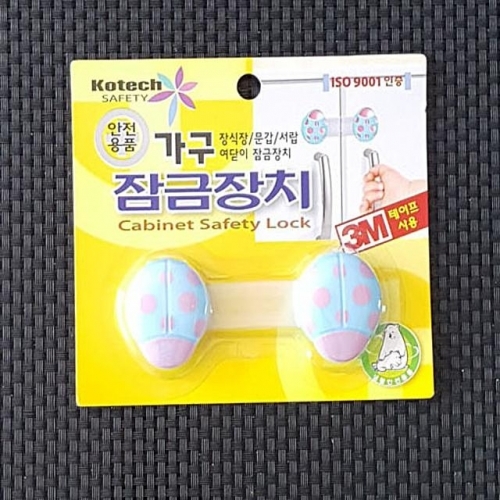 Kotech
SAFETY
ISO 9001 인증
안전
용품
가구
장식장/문갑/서랍
여닫이 잠금장치
잠금장치
Cabinet Safety Lock
3M
테이프
사용